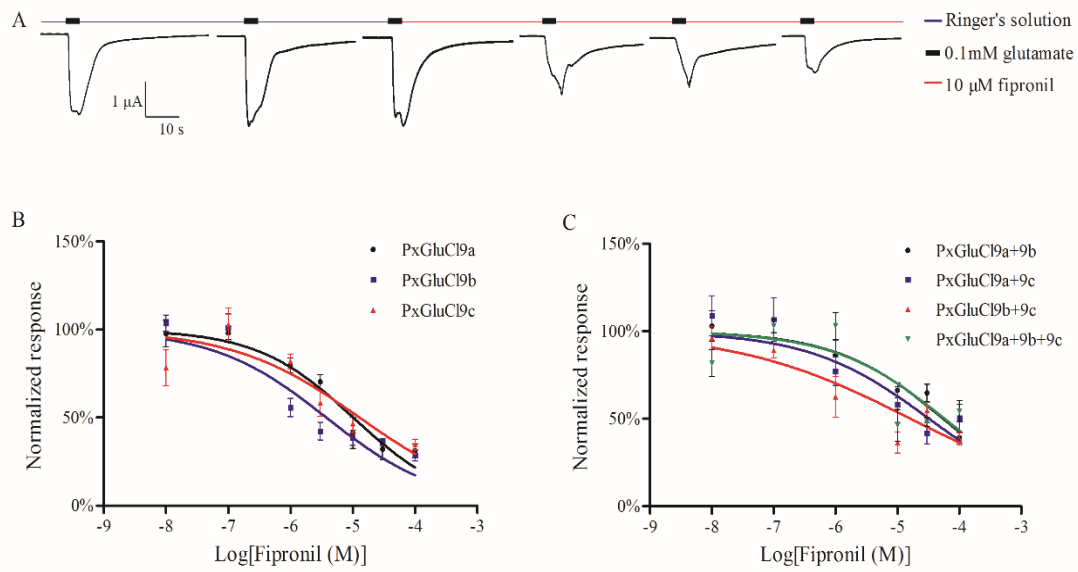 A
Ringer's solution
0.1mM glutamate
10 μM fipronil
1 μA
10 s
B
C
150%
100%
50%
0%
Normalized response
-9 -8 -7 -6 -5 -4 -3
Log[Fipronil (M)]
PxGluCl9a
PxGluCl9b
PxGluCl9c
150%
100%
50%
0%
Normalized response
-9 -8 -7 -6 -5 -4 -3
Log[Fipronil (M)]
PxGluCl9a+9b
PxGluCl9a+9c
PxGluCl9b+9c
PxGluCl9a+9b+9c